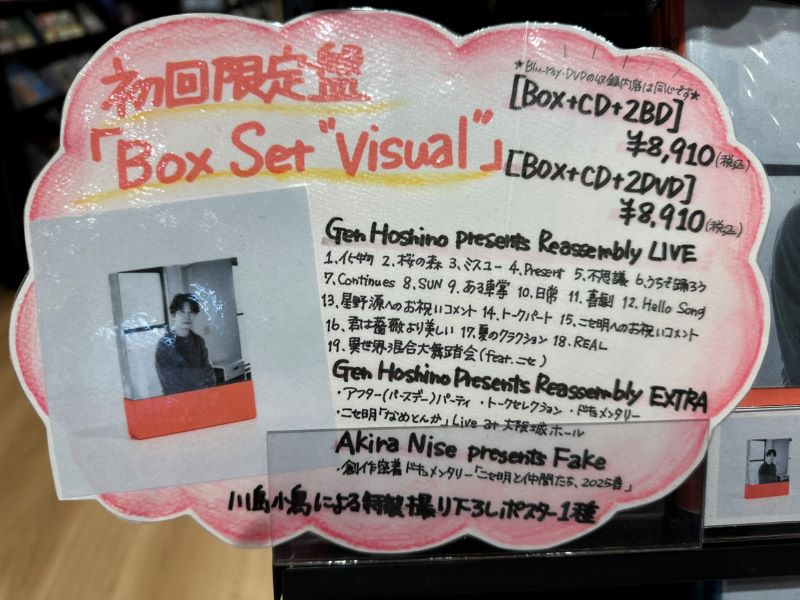 初回限定盤
「Box Set "Visual"」
★Blu-ray・DVDの収録内容は同じです★
[Box+CD+2BD]
¥8,910(税込)
[Box+CD+2DVD]
¥8,910(税込)
Gen Hoshino presents Reassembly LIVE
1.化物 2.桜の森 3.ミスユー 4.Present 5.不思議 6.うちで踊ろう
7.Continues 8.SUN 9.ある車掌 10.日常 11.喜劇 12.Hello Song
13.星野源へのお祝いコメント 14.トークパート 15.ニセ明へのお祝いコメント
16.君は薔薇より美しい 17.夏のクラクション 18.REAL
19.異世界混合大舞踏会(feat.ニセ)
Gen Hoshino Presents Reassembly EXTRA
・アフター(バースデー)パーティ ・トークセレクション ・ドキュメンタリー
・ニセ明「なめとんか」Live at 大阪城ホール
Akira Nise presents Fake
・創作密着ドキュメンタリー「ニセ明と仲間たち、2025春」
川島小鳥による特製撮り下ろしポスター1種